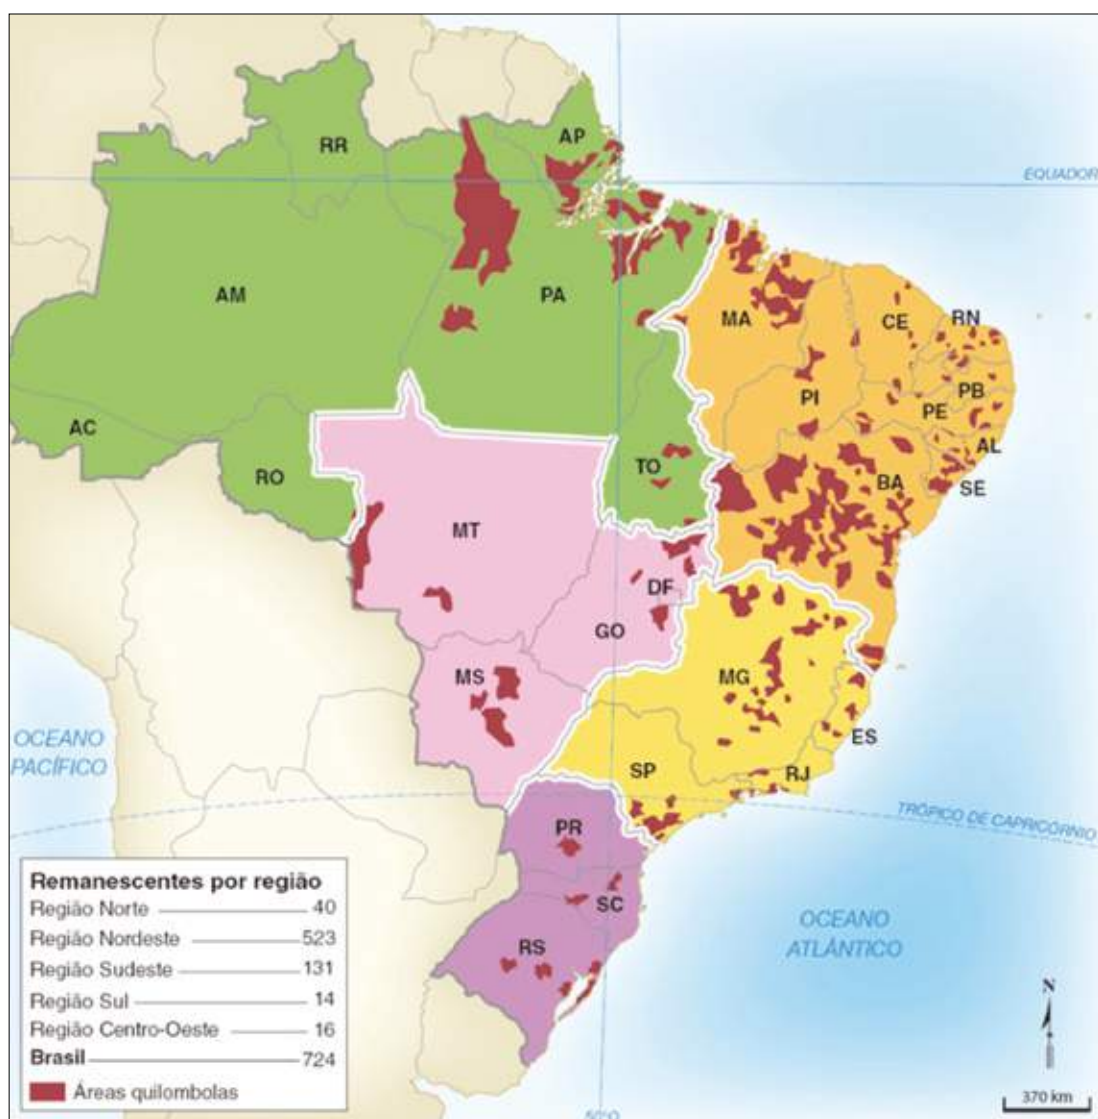 AP
RR
EQUADOR
AM
PA
MA
CE
RN
PB
PI
PE
AC
AL
TO
BA
SE
RO
MT
DF
GO
MS
MG
ES
OCEANO
PACÍFICO
SP
RJ
TRÓPICO DE CAPRICÓRNIO
PR
SC
RS
OCEANO
ATLÂNTICO
Remanescentes por região
Região Norte 40
Região Nordeste 523
Região Sudeste 131
Região Sul 14
Região Centro-Oeste 16
Brasil 724
Áreas quilombolas
N
370 km
50°O